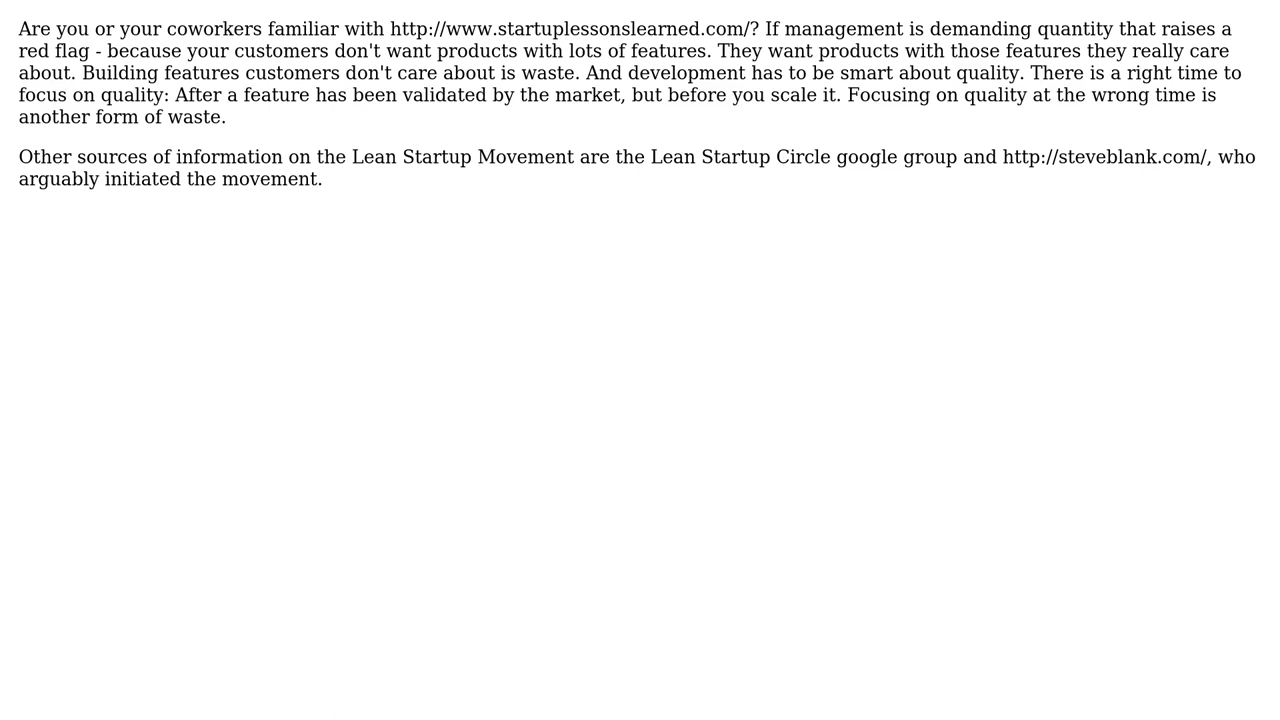 Are you or your coworkers familiar with http://www.startuplessonslearned.com/? If management is demanding quantity that raises a
red flag - because your customers don't want products with lots of features. They want products with those features they really care
about. Building features customers don't care about is waste. And development has to be smart about quality. There is a right time to
focus on quality: After a feature has been validated by the market, but before you scale it. Focusing on quality at the wrong time is
another form of waste.
Other sources of information on the Lean Startup Movement are the Lean Startup Circle google group and http://steveblank.com/, who
arguably initiated the movement.